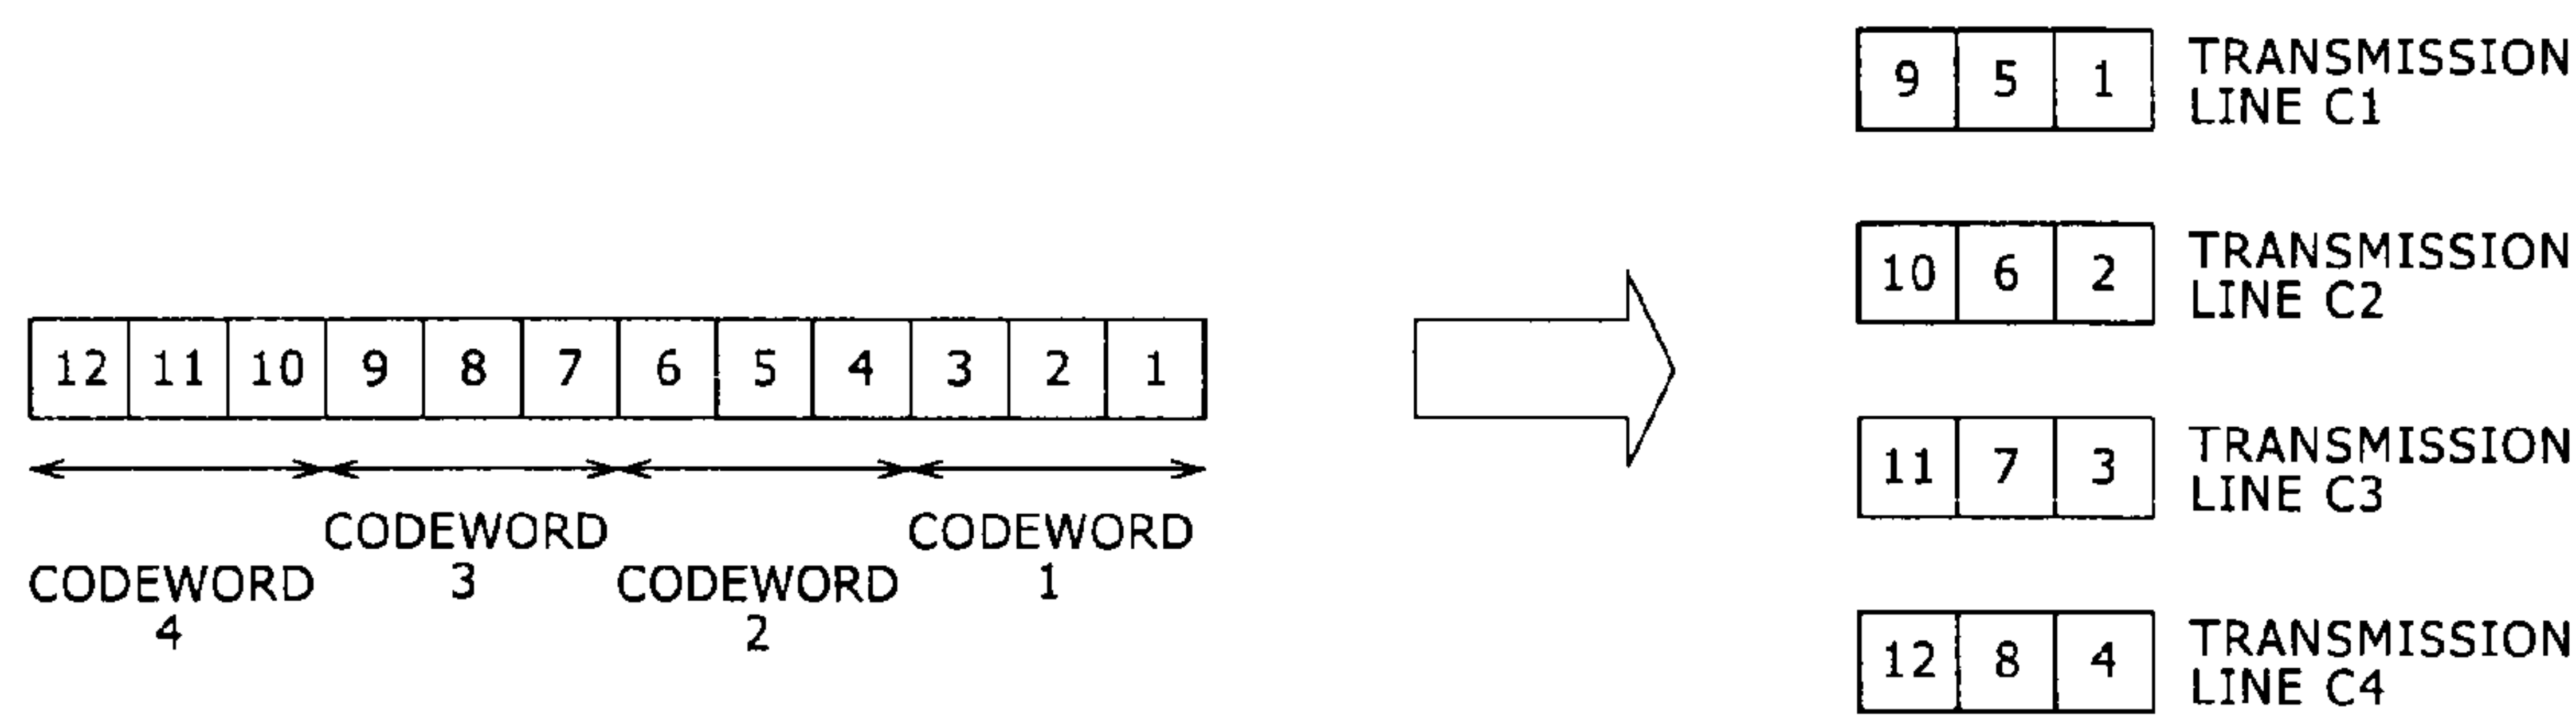 12 11 10 9 8 7 6 5 4 3 2 1
CODEWORD
4
CODEWORD
3
CODEWORD
2
CODEWORD
1
9 5 1
TRANSMISSION
LINE C1
10 6 2
TRANSMISSION
LINE C2
11 7 3
TRANSMISSION
LINE C3
12 8 4
TRANSMISSION
LINE C4